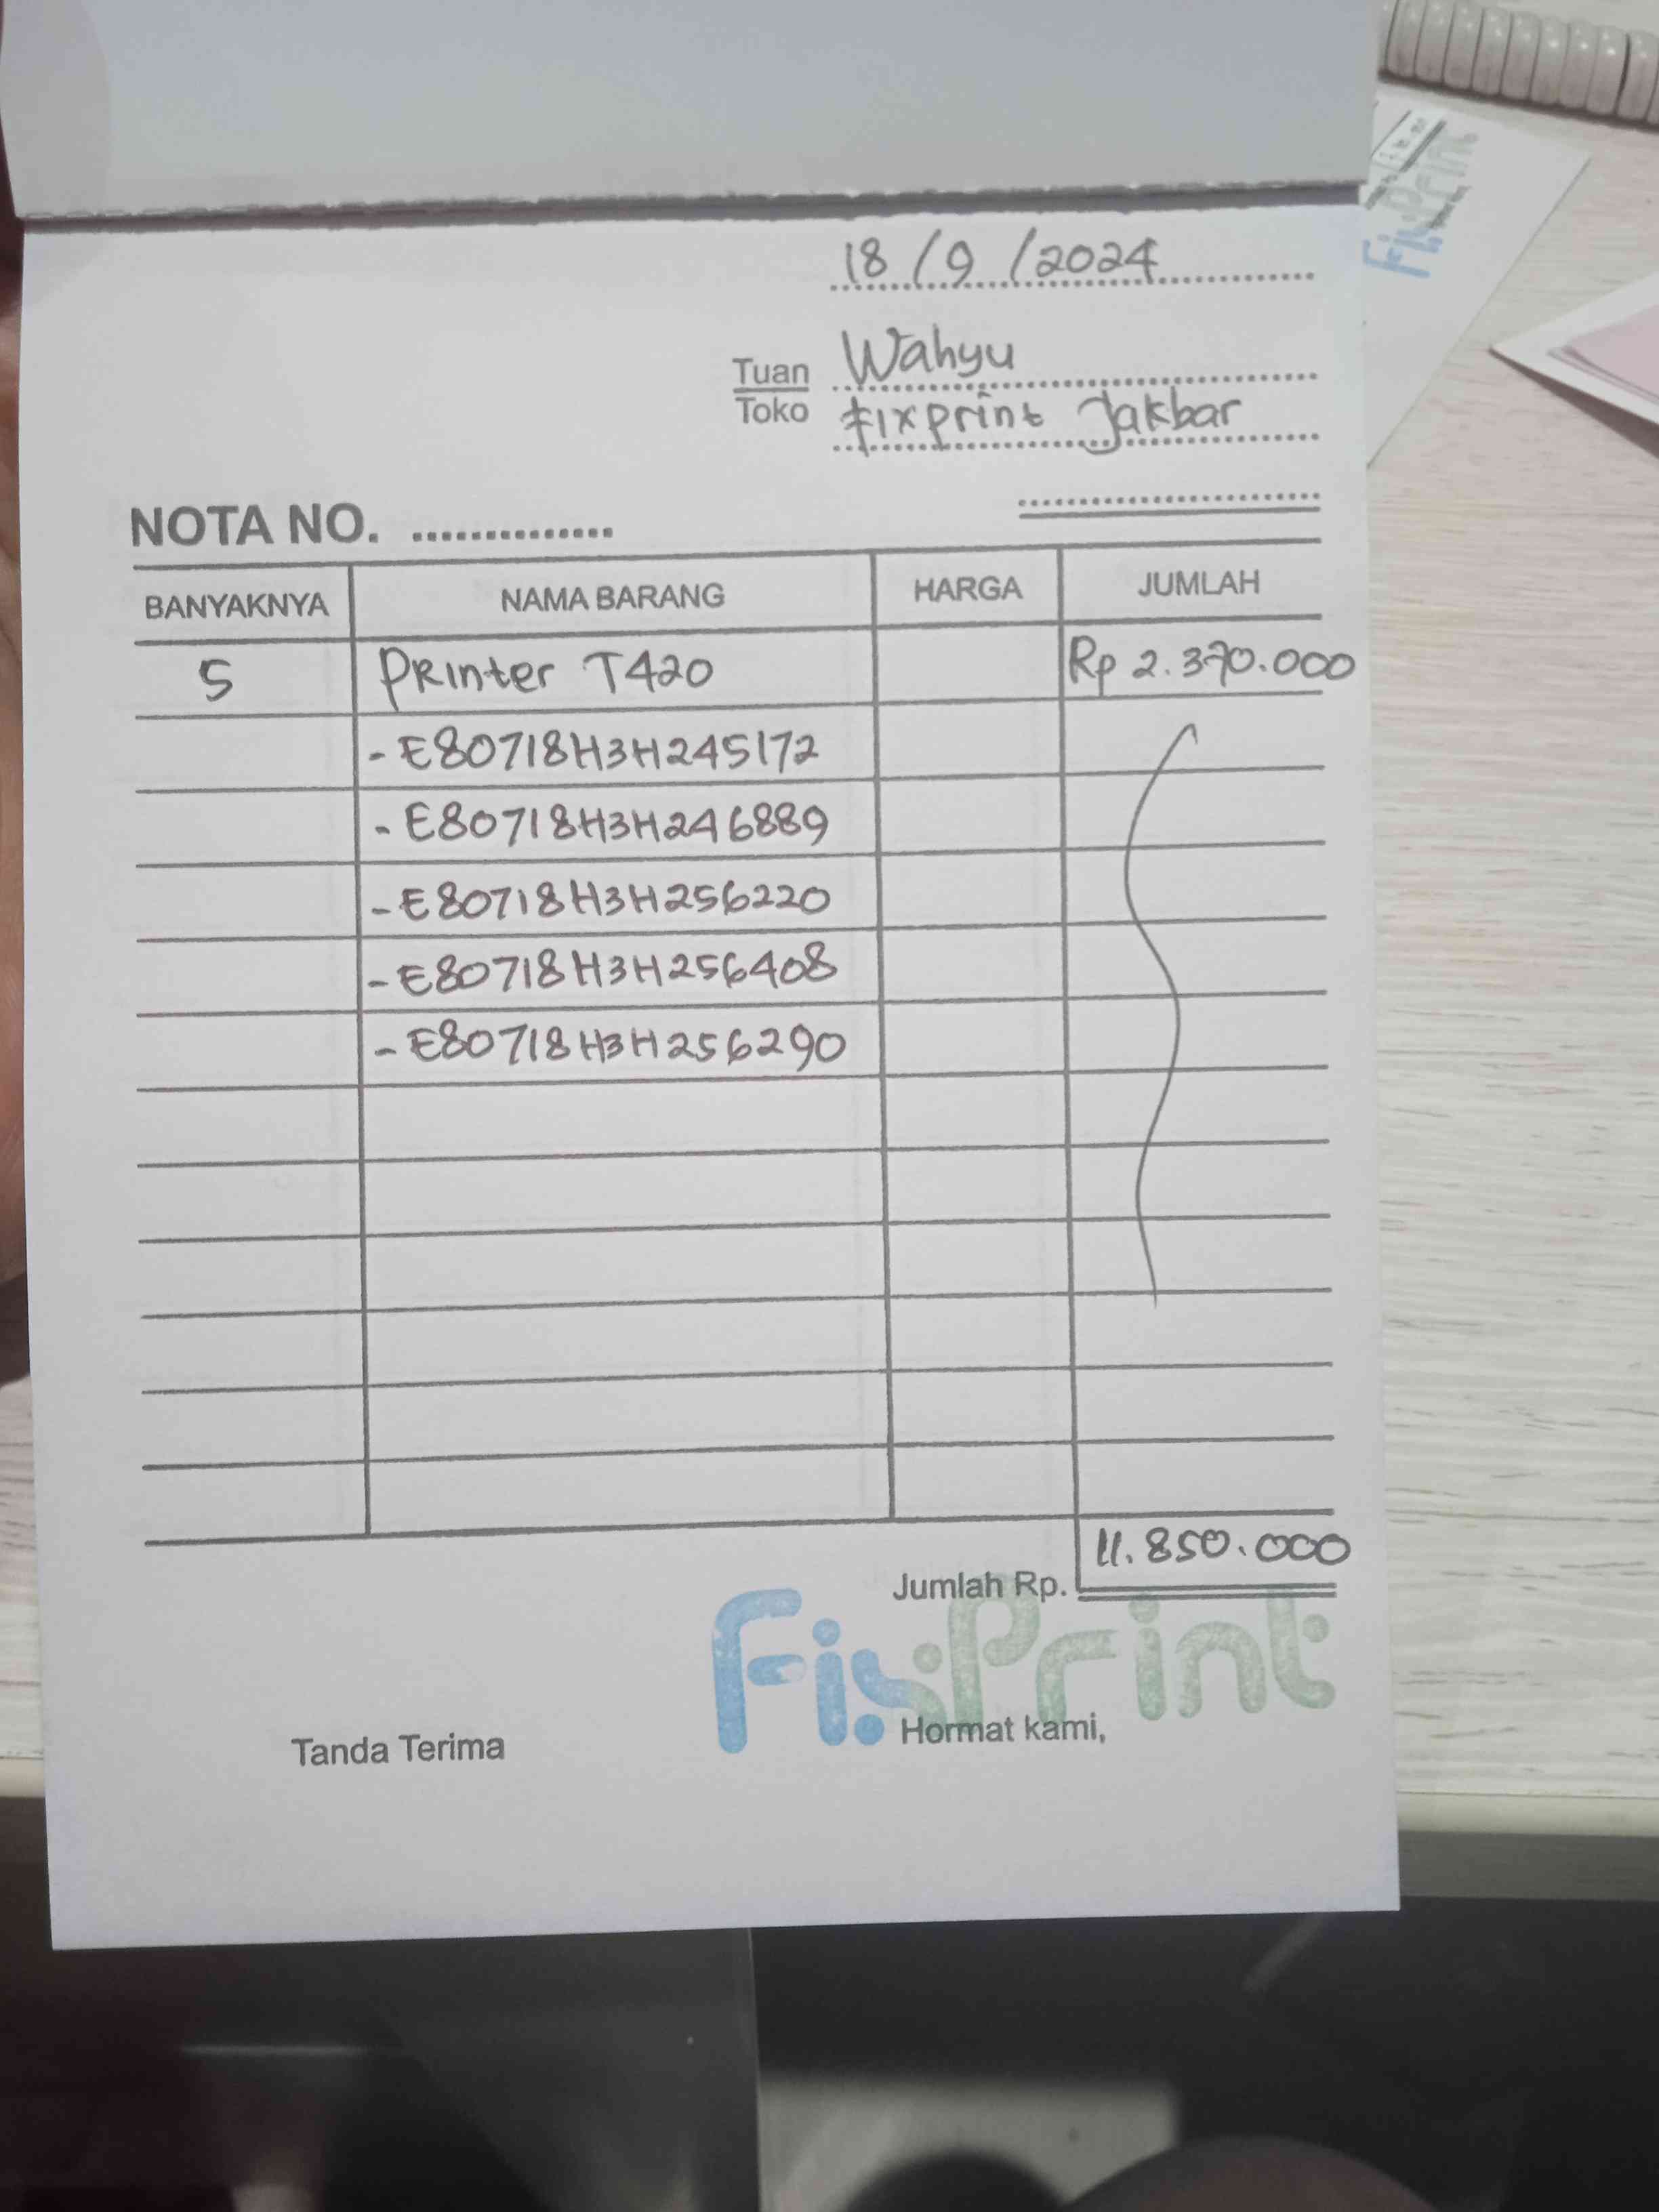 18/9/2024
Tuan Wahyu
Toko Fixprint Jakbar
NOTA NO. ..............
BANYAKNYA NAMA BARANG HARGA JUMLAH
5 Printer T420 Rp 2.370.000
- E80718H3H245172
- E80718H3H246889
- E80718H3H256220
- E80718H3H256408
- E80718H3H256290
Jumlah Rp. 11.850.000
FixPrint
Tanda Terima Hormat kami,
FixPrint